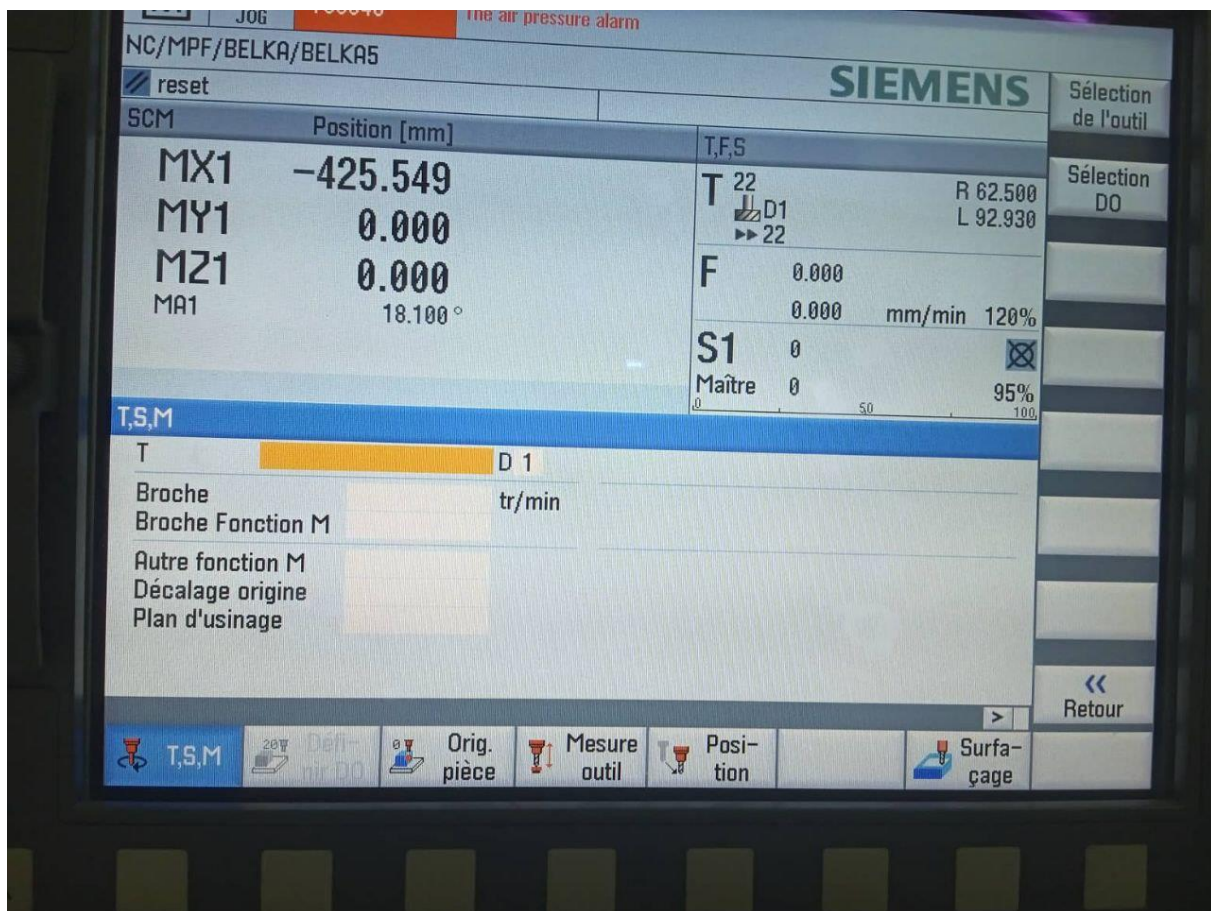 JOG
The air pressure alarm
NC/MPF/BELKA/BELKA5
reset
SIEMENS
SCM Position [mm]
MX1 -425.549
MY1 0.000
MZ1 0.000
MA1 18.100°
T,F,S
T 22 R 62.500
D1 L 92.930
▸▸ 22
F 0.000
0.000 mm/min 120%
S1 0
Maître 0 95%
0 50 100
T,S,M
T D 1
Broche tr/min
Broche Fonction M
Autre fonction M
Décalage origine
Plan d'usinage
Sélection
de l'outil
Sélection
DO
<<
Retour
>
T,S,M
Défi-
nir DO
Orig.
pièce
Mesure
outil
Posi-
tion
Surfa-
çage